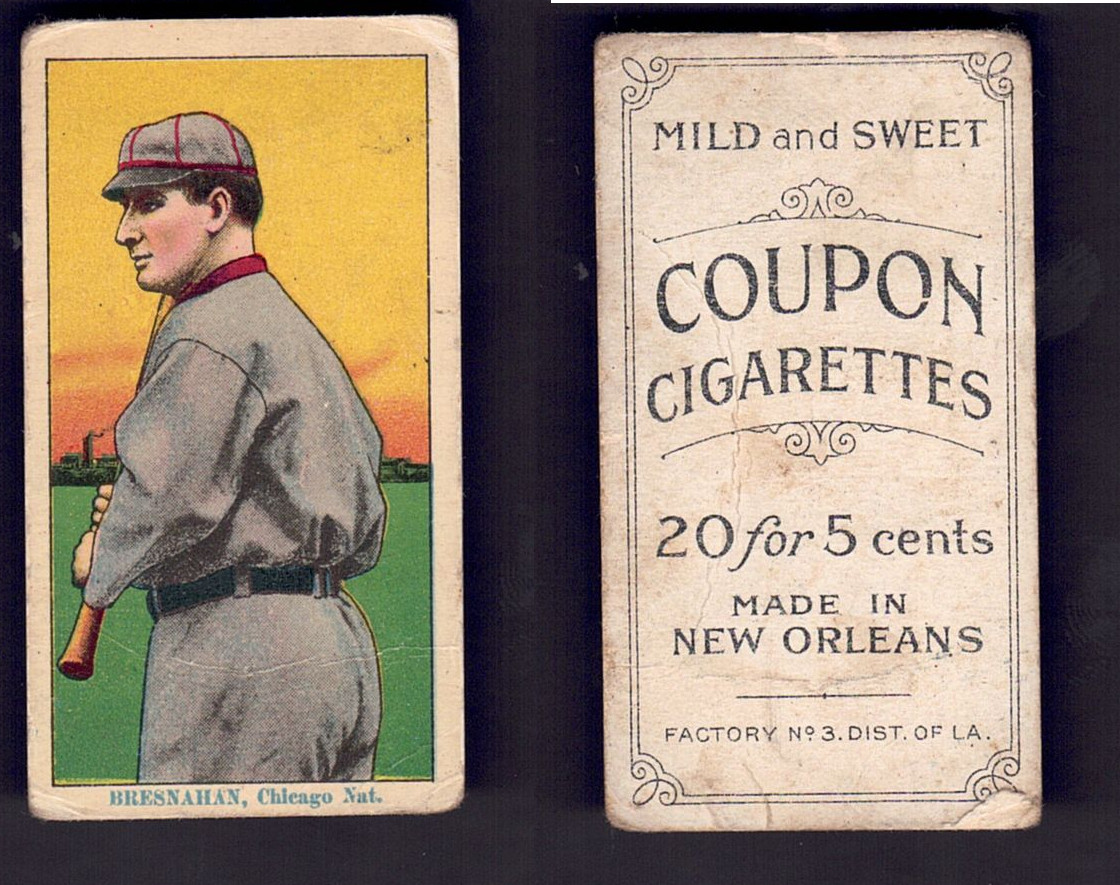 BRESNAHAN, Chicago Nat.
MILD and SWEET
COUPON
CIGARETTES
20 for 5 cents
MADE IN
NEW ORLEANS
FACTORY Nº 3. DIST. OF LA.